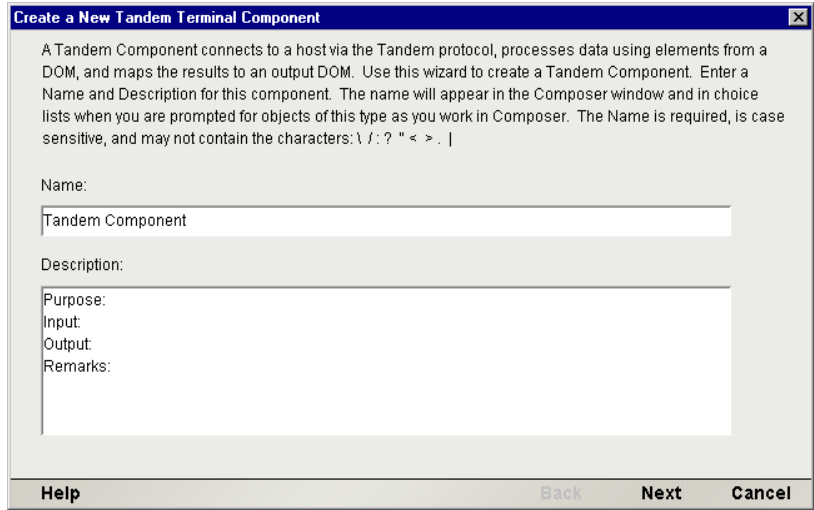 Create a New Tandem Terminal Component
A Tandem Component connects to a host via the Tandem protocol, processes data using elements from a
DOM, and maps the results to an output DOM.  Use this wizard to create a Tandem Component.  Enter a
Name and Description for this component.  The name will appear in the Composer window and in choice
lists when you are prompted for objects of this type as you work in Composer.  The Name is required, is case
sensitive, and may not contain the characters: \ / : ? " < > . |
Name:
Tandem Component
Description:
Purpose:
Input:
Output:
Remarks:
Help Back Next Cancel